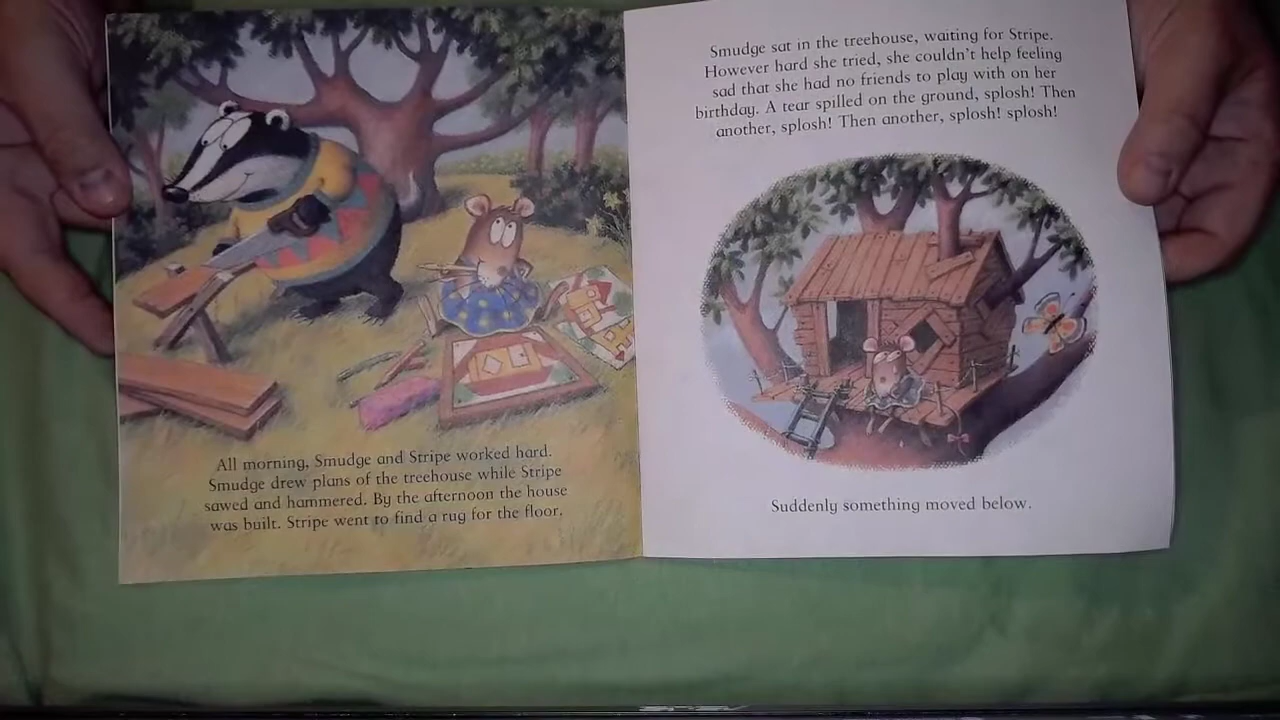 All morning, Smudge and Stripe worked hard.
Smudge drew plans of the treehouse while Stripe
sawed and hammered. By the afternoon the house
was built. Stripe went to find a rug for the floor.
Smudge sat in the treehouse, waiting for Stripe.
However hard she tried, she couldn't help feeling
sad that she had no friends to play with on her
birthday. A tear spilled on the ground, splosh! Then
another, splosh! Then another, splosh! splosh!
Suddenly something moved below.